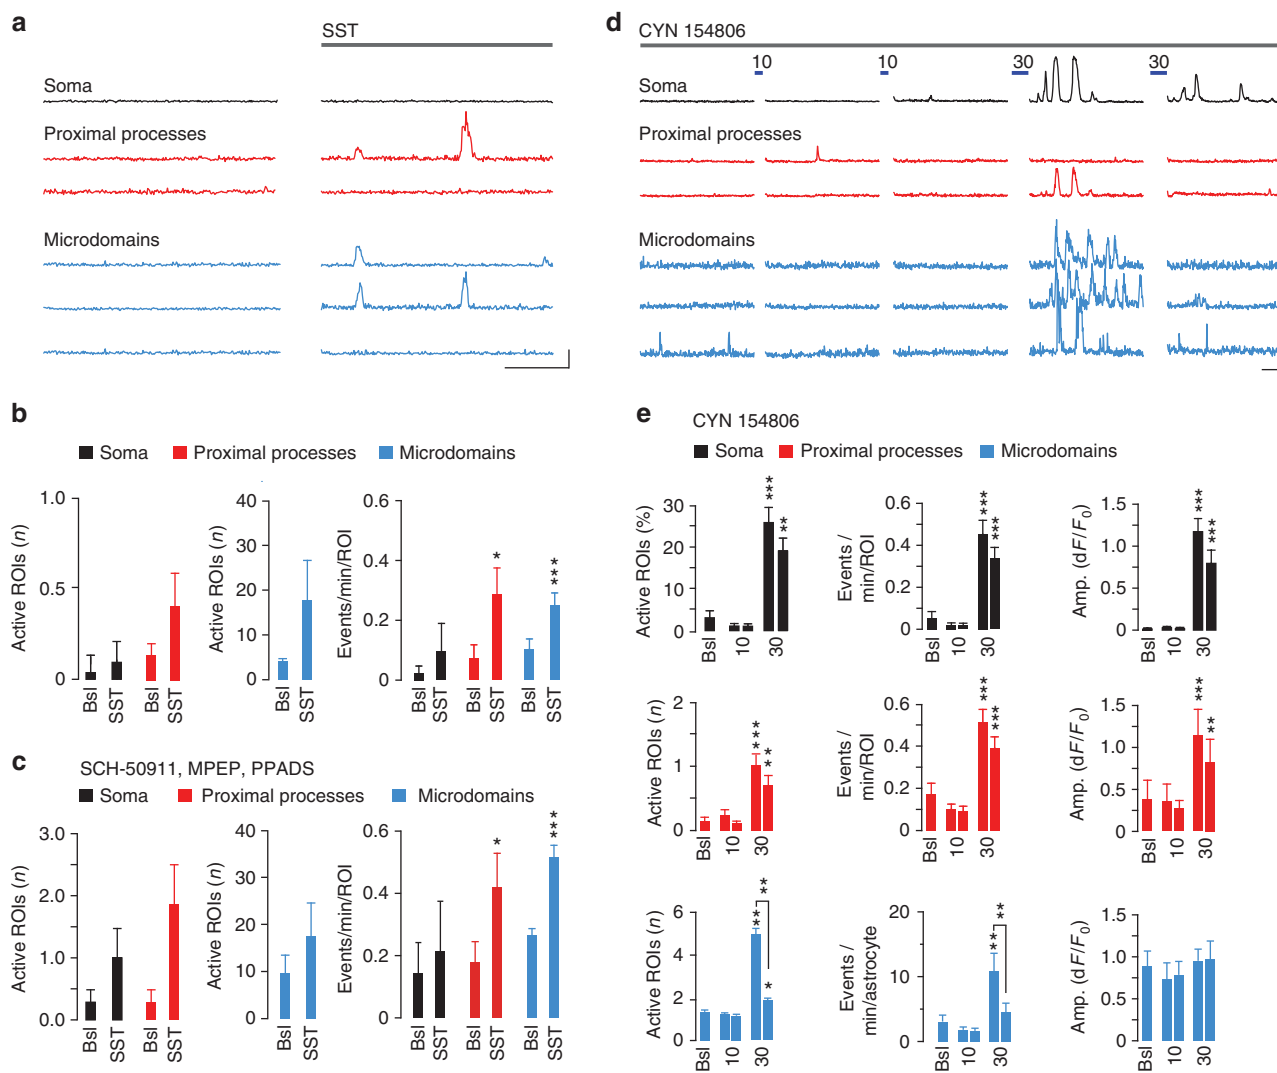 a
SST
Soma
Proximal processes
Microdomains
b
Soma Proximal processes Microdomains
Active ROIs (n)
1.0
0.5
0
Bsl SST Bsl SST
Active ROIs (n)
40
30
20
10
0
Bsl SST
Events/min/ROI
0.6
0.4
0.2
0
* ***
Bsl SST Bsl SST Bsl SST
c
SCH-50911, MPEP, PPADS
Soma Proximal processes Microdomains
Active ROIs (n)
3.0
2.0
1.0
0.0
Bsl SST Bsl SST
Active ROIs (n)
40
30
20
10
0
Bsl SST
Events/min/ROI
0.6
0.4
0.2
0
* ***
Bsl SST Bsl SST Bsl SST
d
CYN 154806
10 10 30 30
Soma
Proximal processes
Microdomains
e
CYN 154806
Soma Proximal processes Microdomains
Active ROIs (%)
30
20
10
0
*** **
Bsl 10 30
Events /
min/ROI
0.6
0.4
0.2
0
*** ***
Bsl 10 30
Amp. (dF/F0)
1.5
1.0
0.5
0
*** ***
Bsl 10 30
Active ROIs (n)
2
1
0
*** **
Bsl 10 30
Events /
min/ROI
0.6
0.4
0.2
0
*** ***
Bsl 10 30
Amp. (dF/F0)
1.5
1.0
0.5
0
*** **
Bsl 10 30
Active ROIs (n)
6
4
2
0
** ** *
Bsl 10 30
Events /
min/astrocyte
20
10
0
** **
Bsl 10 30
Amp. (dF/F0)
1.5
1.0
0.5
0
Bsl 10 30